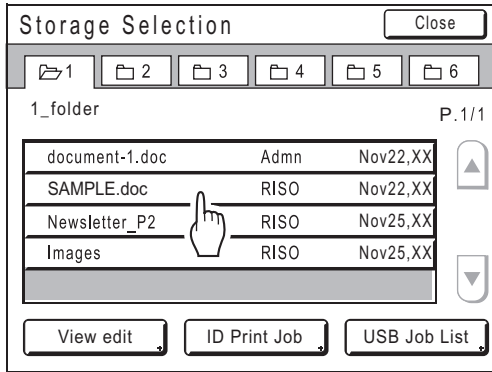 Storage Selection Close
1 2 3 4 5 6
1_folder P.1/1
document-1.doc Admn Nov22,XX
SAMPLE.doc RISO Nov22,XX
Newsletter_P2 RISO Nov25,XX
Images RISO Nov25,XX
View edit ID Print Job USB Job List